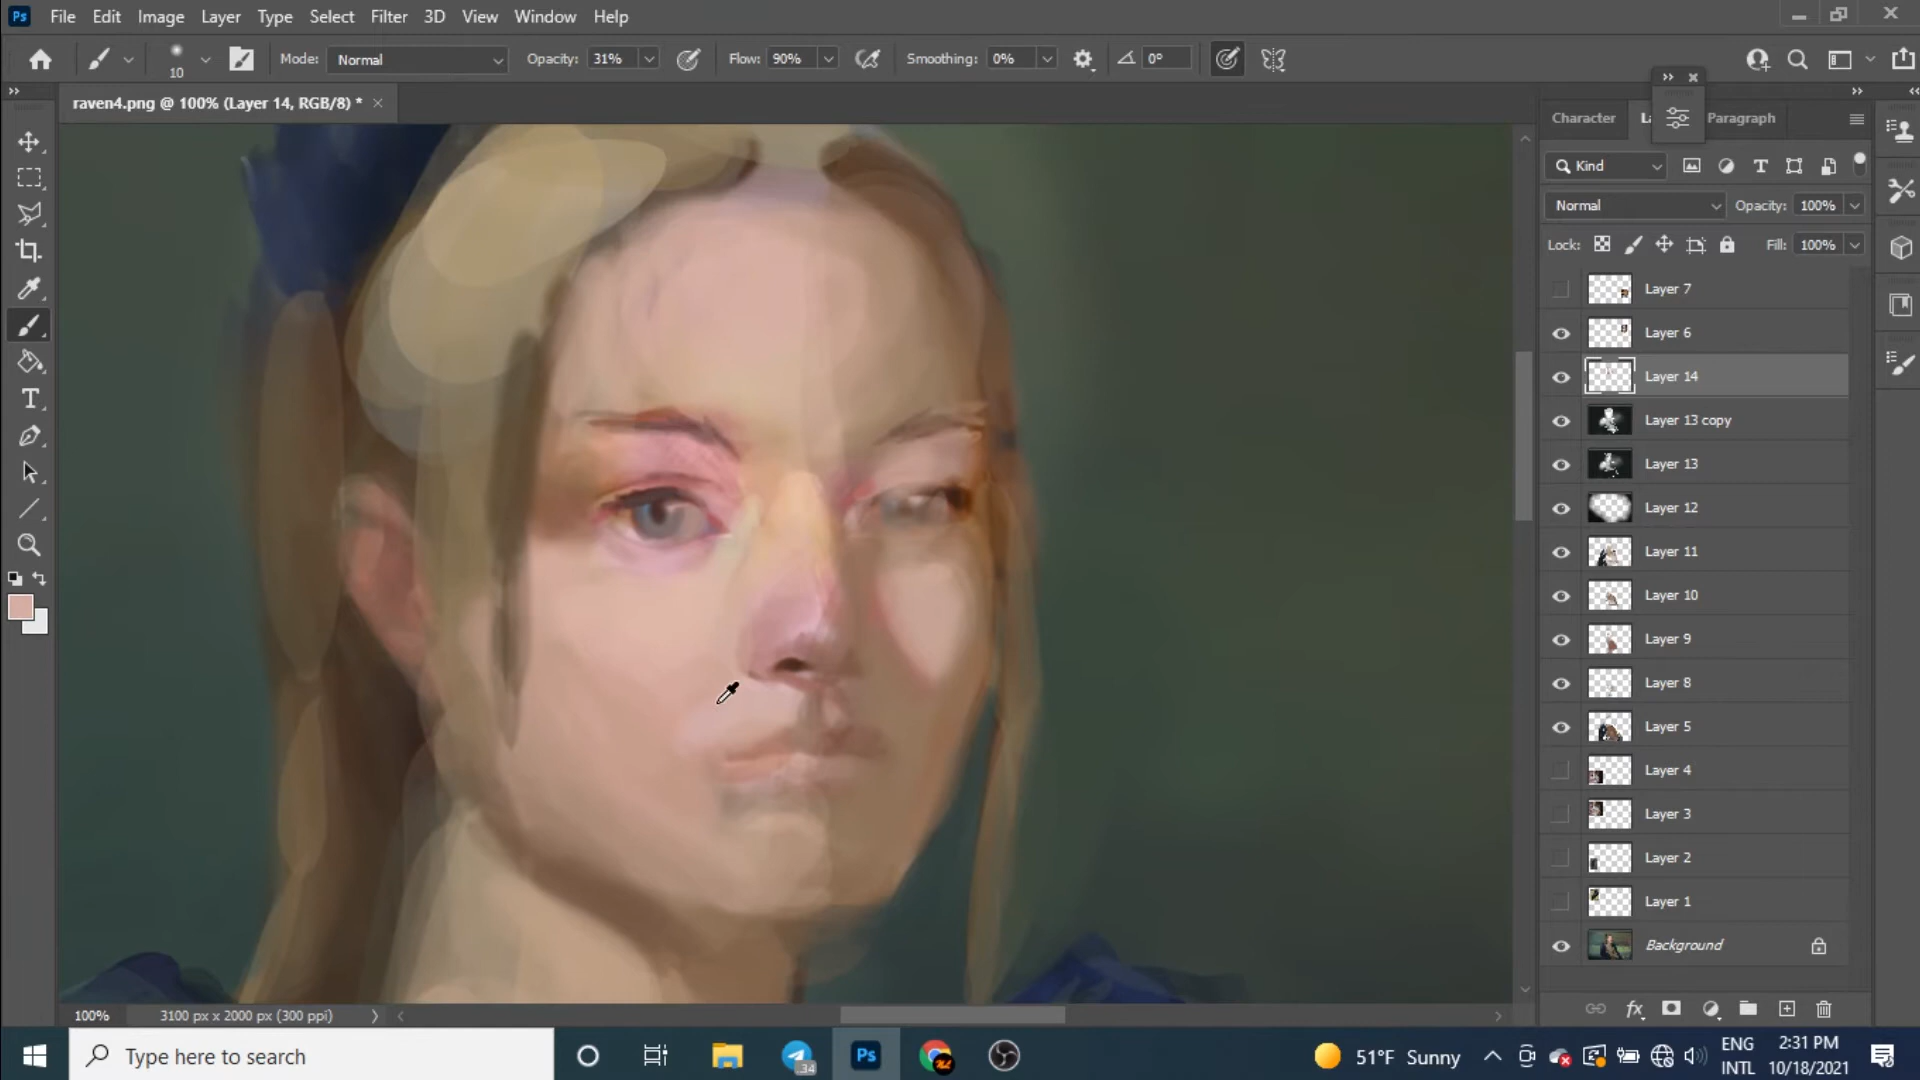 Ps File Edit Image Layer Type Select Filter 3D View Window Help
10 Mode: Normal Opacity: 31% Flow: 90% Smoothing: 0% 0°
raven4.png @ 100% (Layer 14, RGB/8) *
Character La Paragraph
Kind
Normal Opacity: 100%
Lock: Fill: 100%
Layer 7
Layer 6
Layer 14
Layer 13 copy
Layer 13
Layer 12
Layer 11
Layer 10
Layer 9
Layer 8
Layer 5
Layer 4
Layer 3
Layer 2
Layer 1
Background
100% 3100 px x 2000 px (300 ppi)
fx
Type here to search
34
Ps
51°F Sunny
ENG
INTL
2:31 PM
10/18/2021